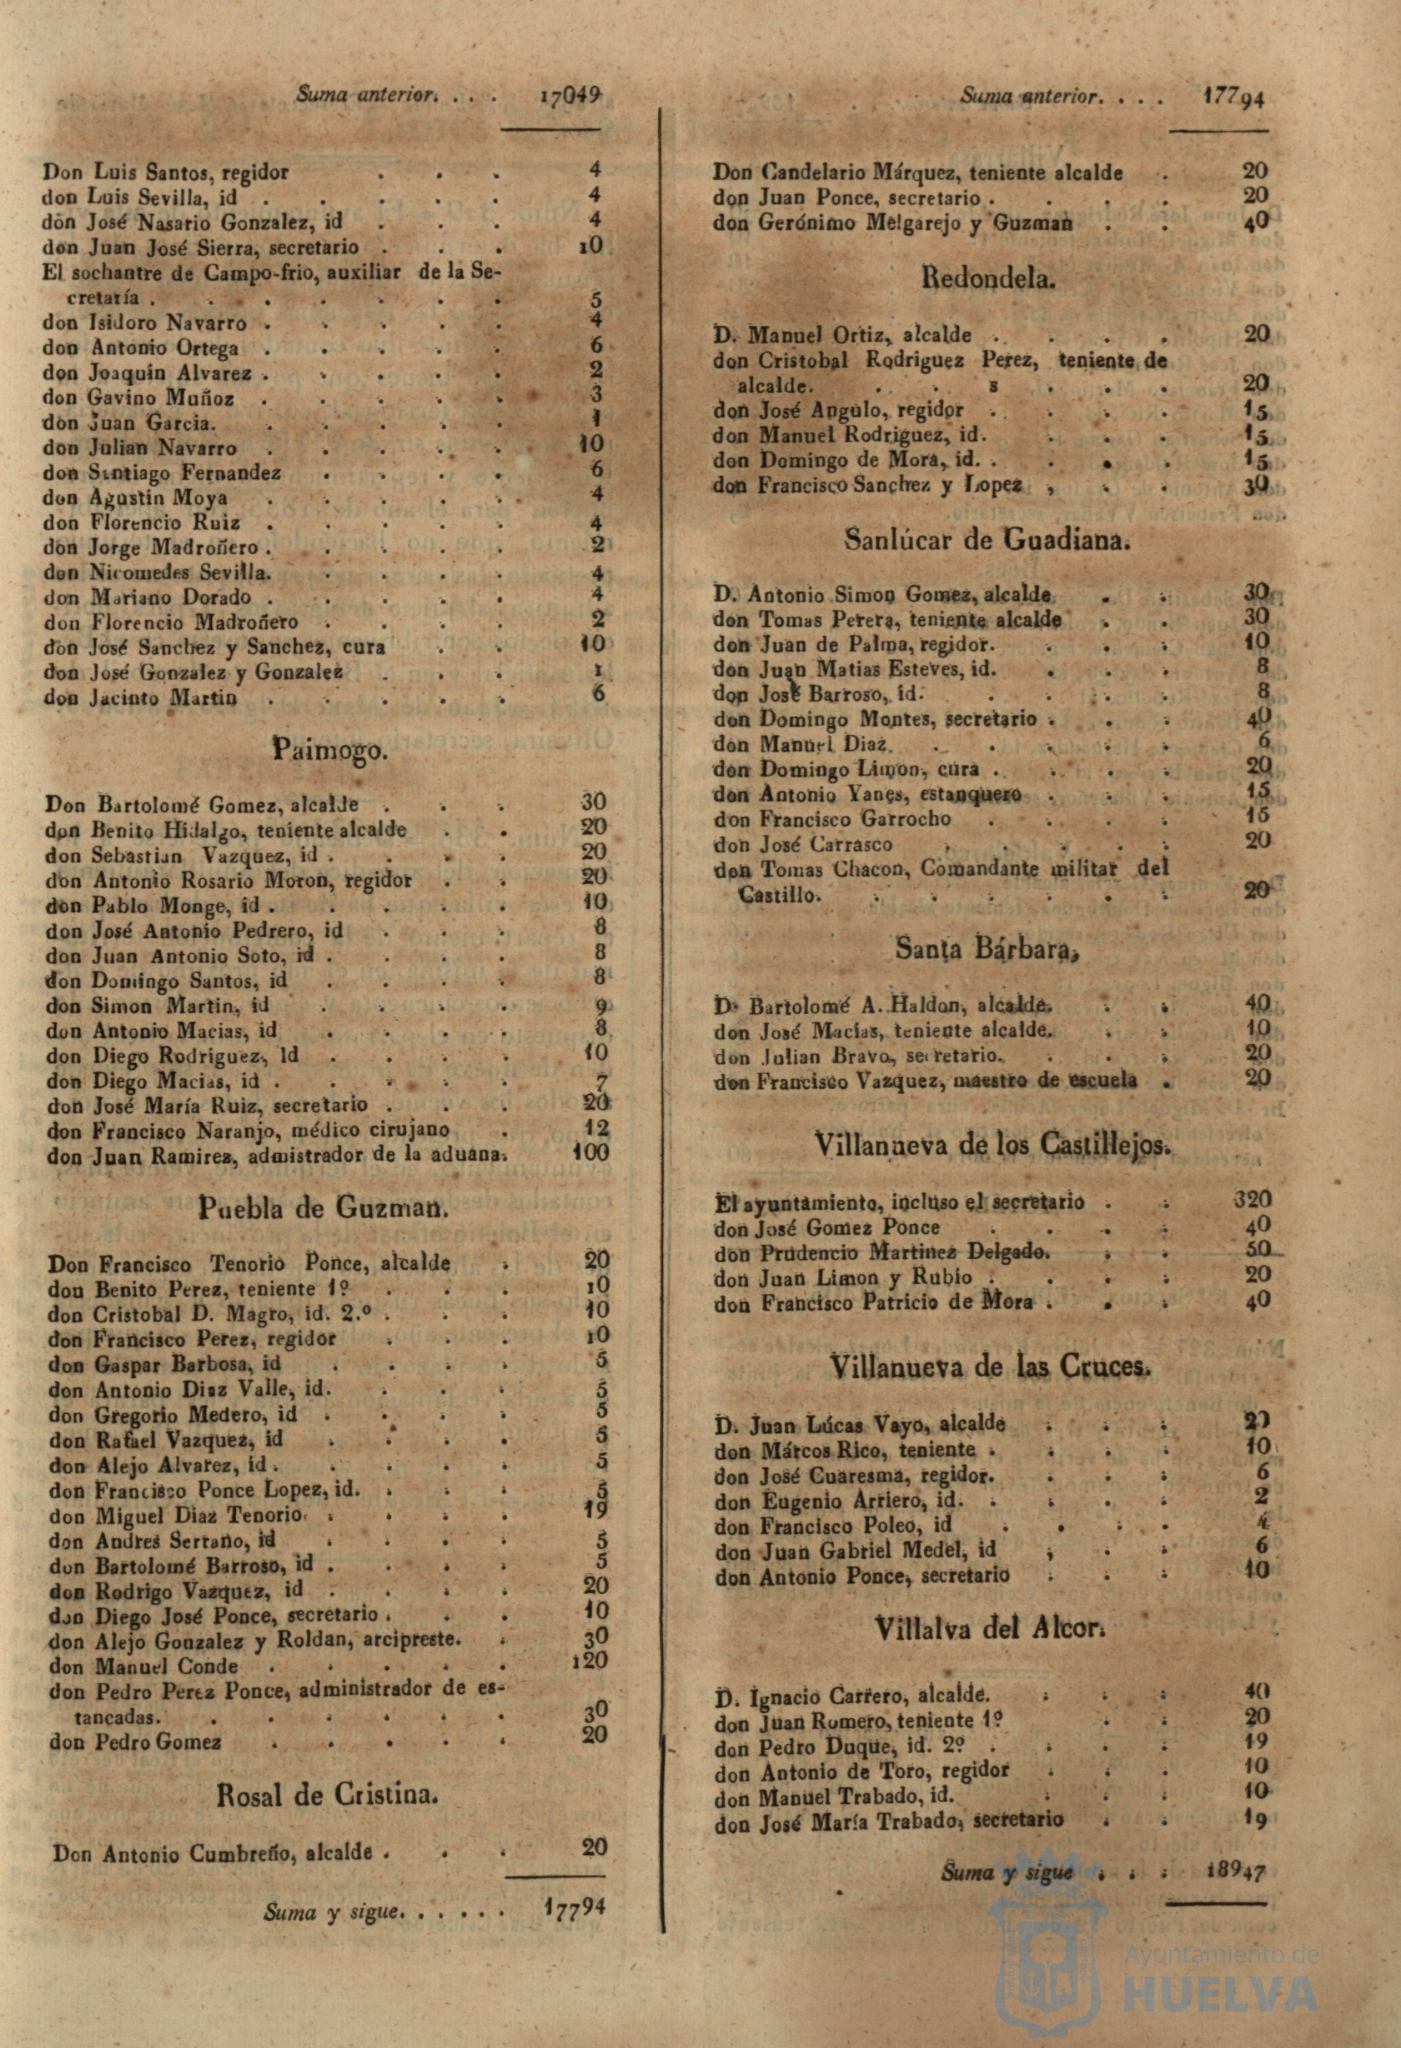 Suma anterior. . . . 17049
Don Luis Santos, regidor . . . 4
don Luis Sevilla, id . . . . . 4
don José Nasario Gonzalez, id . . . 4
don Juan José Sierra, secretario . . . 10
El sochantre de Campo-frio, auxiliar de la Se-
cretaría . . . . . . . 5
don Isidoro Navarro . . . . . 4
don Antonio Ortega . . . . . 6
don Joaquin Alvarez . . . . . 2
don Gavino Muñoz . . . . . 3
don Juan Garcia. . . . . . 1
don Julian Navarro . . . . . 10
don Santiago Fernandez . . . . 6
don Agustin Moya . . . . . 4
don Florencio Ruiz . . . . . 4
don Jorge Madroñero . . . . . 2
don Nicomedes Sevilla. . . . . 4
don Mariano Dorado . . . . . 4
don Florencio Madroñero . . . . 2
don José Sanchez y Sanchez, cura . . 10
don José Gonzalez y Gonzalez . . . 1
don Jacinto Martin . . . . . 6
Paimogo.
Don Bartolomé Gomez, alcalde . . . 30
don Benito Hidalgo, teniente alcalde . . 20
don Sebastian Vazquez, id . . . . 20
don Antonio Rosario Moron, regidor . . 20
don Pablo Monge, id . . . . . 10
don José Antonio Pedrero, id . . . 8
don Juan Antonio Soto, id . . . . 8
don Domingo Santos, id . . . . 8
don Simon Martin, id . . . . 9
don Antonio Macias, id . . . . 8
don Diego Rodriguez, Id . . . . 10
don Diego Macias, id . . . . . 7
don José María Ruiz, secretario . . . 20
don Francisco Naranjo, médico cirujano . 12
don Juan Ramirez, admistrador de la aduana. 100
Puebla de Guzman.
Don Francisco Tenorio Ponce, alcalde . 20
don Benito Perez, teniente 1º . . . 10
don Cristobal D. Magro, id. 2.º . . . 10
don Francisco Perez, regidor . . . 10
don Gaspar Barbosa, id . . . . 5
don Antonio Diaz Valle, id. . . . 5
don Gregorio Medero, id . . . . 5
don Rafael Vazquez, id . . . . 5
don Alejo Alvarez, id . . . . . 5
don Francisco Ponce Lopez, id. . . . 5
don Miguel Diaz Tenorio . . . . 19
don Andres Serraño, id . . . . 5
don Bartolomé Barroso, id . . . . 5
don Rodrigo Vazquez, id . . . . 20
don Diego José Ponce, secretario . . . 10
don Alejo Gonzalez y Roldan, arcipreste. . 30
don Manuel Conde . . . . . 120
don Pedro Perez Ponce, administrador de es-
tancadas. . . . . . . 30
don Pedro Gomez . . . . . 20
Rosal de Cristina.
Don Antonio Cumbreño, alcalde . . . 20
Suma y sigue. . . . . . 17794
Suma anterior. . . . 17794
Don Candelario Márquez, teniente alcalde . 20
don Juan Ponce, secretario . . . . 20
don Gerónimo Melgarejo y Guzman . . 40
Redondela.
D. Manuel Ortiz, alcalde . . . . 20
don Cristobal Rodriguez Perez, teniente de
alcalde. . . s . . . 20
don José Angulo, regidor . . . . 15
don Manuel Rodriguez, id. . . . 15
don Domingo de Mora, id. . . . . 15
don Francisco Sanchez y Lopez , . . 30
Sanlúcar de Guadiana.
D. Antonio Simon Gomez, alcalde . . 30
don Tomas Perera, teniente alcalde . . 30
don Juan de Palma, regidor. . . . 10
don Juan Matias Esteves, id. . . . 8
don José Barroso, id. . . . . 8
don Domingo Montes, secretario . . . 40
don Manuel Diaz. . . . . . 6
don Domingo Limon, cura . . . . 20
don Antonio Yanes, estanquero . . . 15
don Francisco Garrocho . . . . 15
don José Carrasco . . . . . 20
don Tomas Chacon, Comandante militar del
Castillo. . . . . . . 20
Santa Bárbara,
D. Bartolomé A. Haldon, alcalde. . . 40
don José Macias, teniente alcalde. . . 10
don Julian Bravo, secretario. . . . 20
don Francisco Vazquez, maestro de escuela . 20
Villanueva de los Castillejos.
El ayuntamiento, incluso el secretario . . 320
don José Gomez Ponce . . . . 40
don Prudencio Martinez Delgado. . . 50
don Juan Limon y Rubio . . . . 20
don Francisco Patricio de Mora . . . 40
Villanueva de las Cruces.
D. Juan Lúcas Vayo, alcalde . . . 20
don Márcos Rico, teniente . . . . 10
don José Cuaresma, regidor. . . . 6
don Eugenio Arriero, id. . . . . 2
don Francisco Poleo, id . . . . 4
don Juan Gabriel Medel, id ; . . 6
don Antonio Ponce, secretario . . . 10
Villalva del Alcor.
D. Ignacio Carrero, alcalde. . . . 40
don Juan Romero, teniente 1º . . 20
don Pedro Duque, id. 2º . . . . 19
don Antonio de Toro, regidor . . . 10
don Manuel Trabado, id. . . . 10
don José María Trabado, secretario . . 19
Suma y sigue . . . 18947
Ayuntamiento de
HUELVA